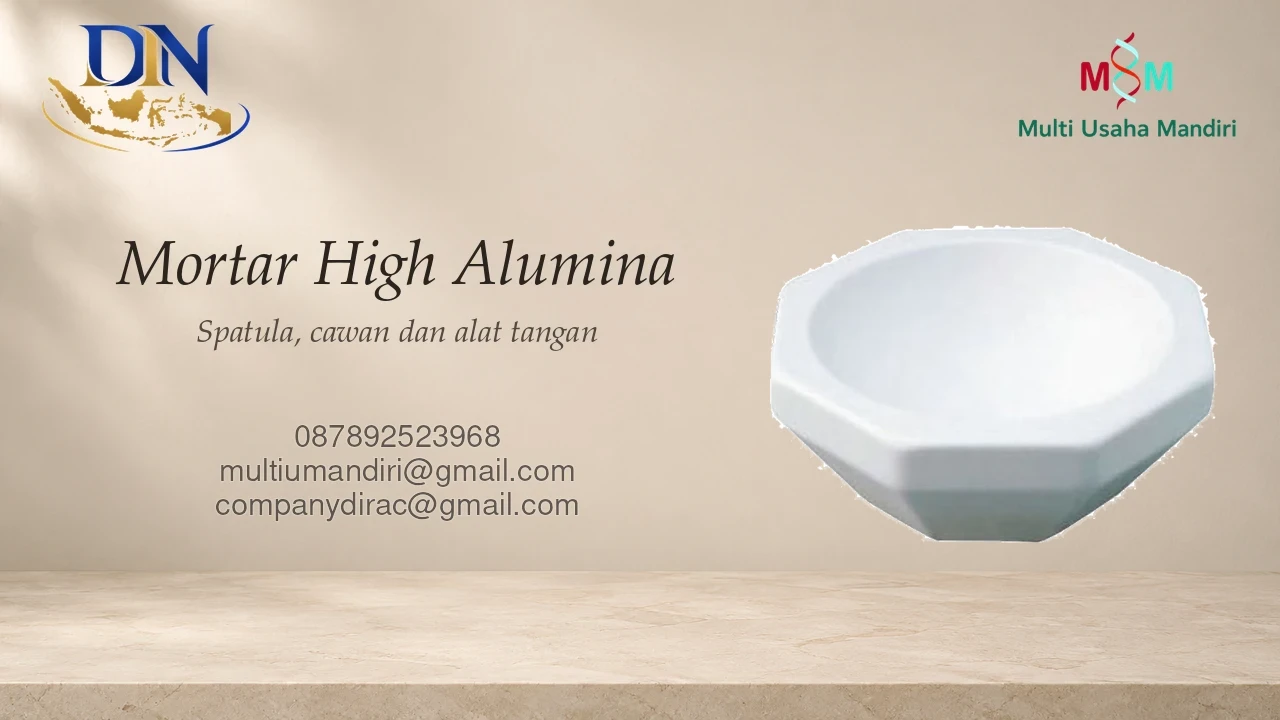 DN
MSM
Multi Usaha Mandiri
Mortar High Alumina
Spatula, cawan dan alat tangan
087892523968
multiumandiri@gmail.com
companydirac@gmail.com